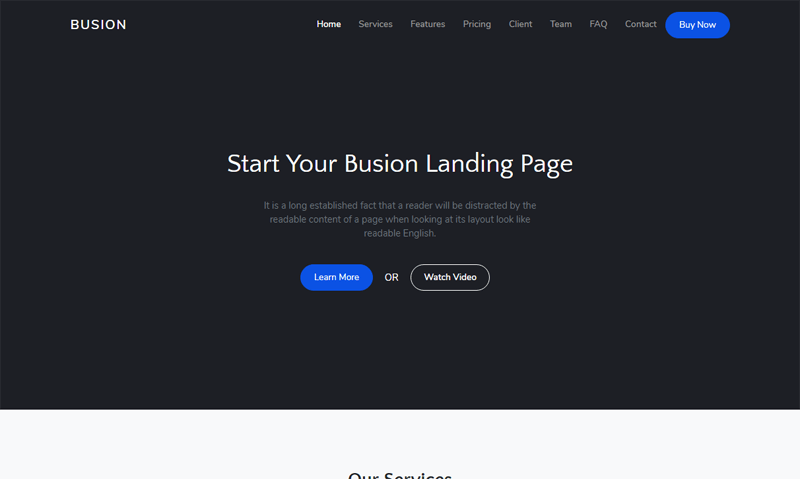 BUSION
Home Services Features Pricing Client Team FAQ Contact Buy Now
Start Your Busion Landing Page
It is a long established fact that a reader will be distracted by the
readable content of a page when looking at its layout look like
readable English.
Learn More OR Watch Video
Our Services